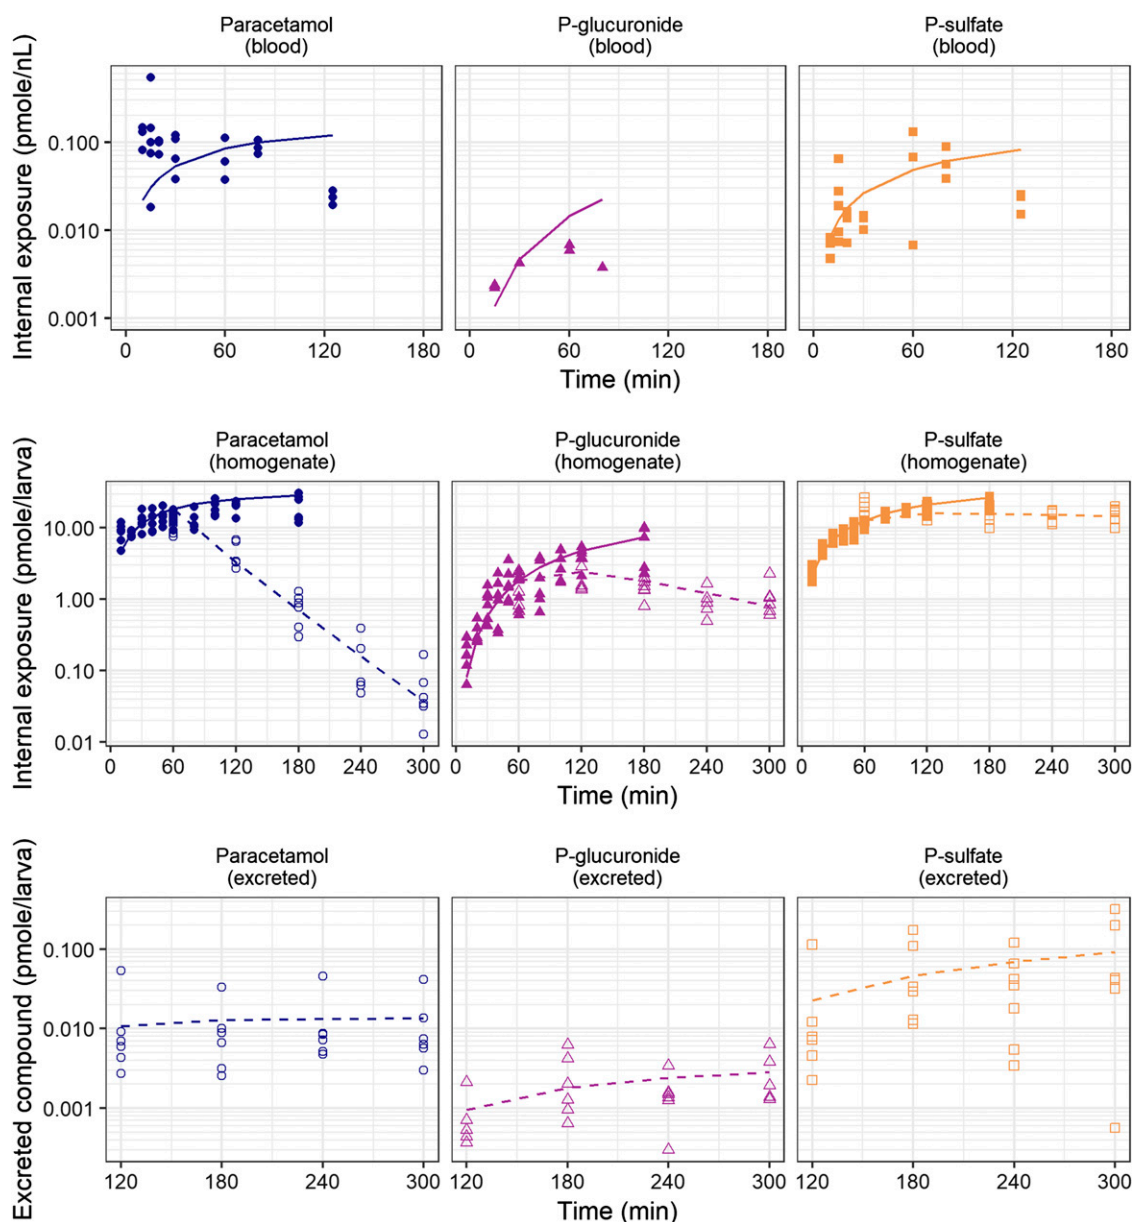 Paracetamol
(blood)
P-glucuronide
(blood)
P-sulfate
(blood)
Internal exposure (pmole/nL)
0.100
0.010
0.001
0 60 120 180
0 60 120 180
0 60 120 180
Time (min)
Paracetamol
(homogenate)
P-glucuronide
(homogenate)
P-sulfate
(homogenate)
Internal exposure (pmole/larva)
10.00
1.00
0.10
0.01
0 60 120 180 240 300
0 60 120 180 240 300
0 60 120 180 240 300
Time (min)
Paracetamol
(excreted)
P-glucuronide
(excreted)
P-sulfate
(excreted)
Excreted compound (pmole/larva)
0.100
0.010
0.001
120 180 240 300
120 180 240 300
120 180 240 300
Time (min)